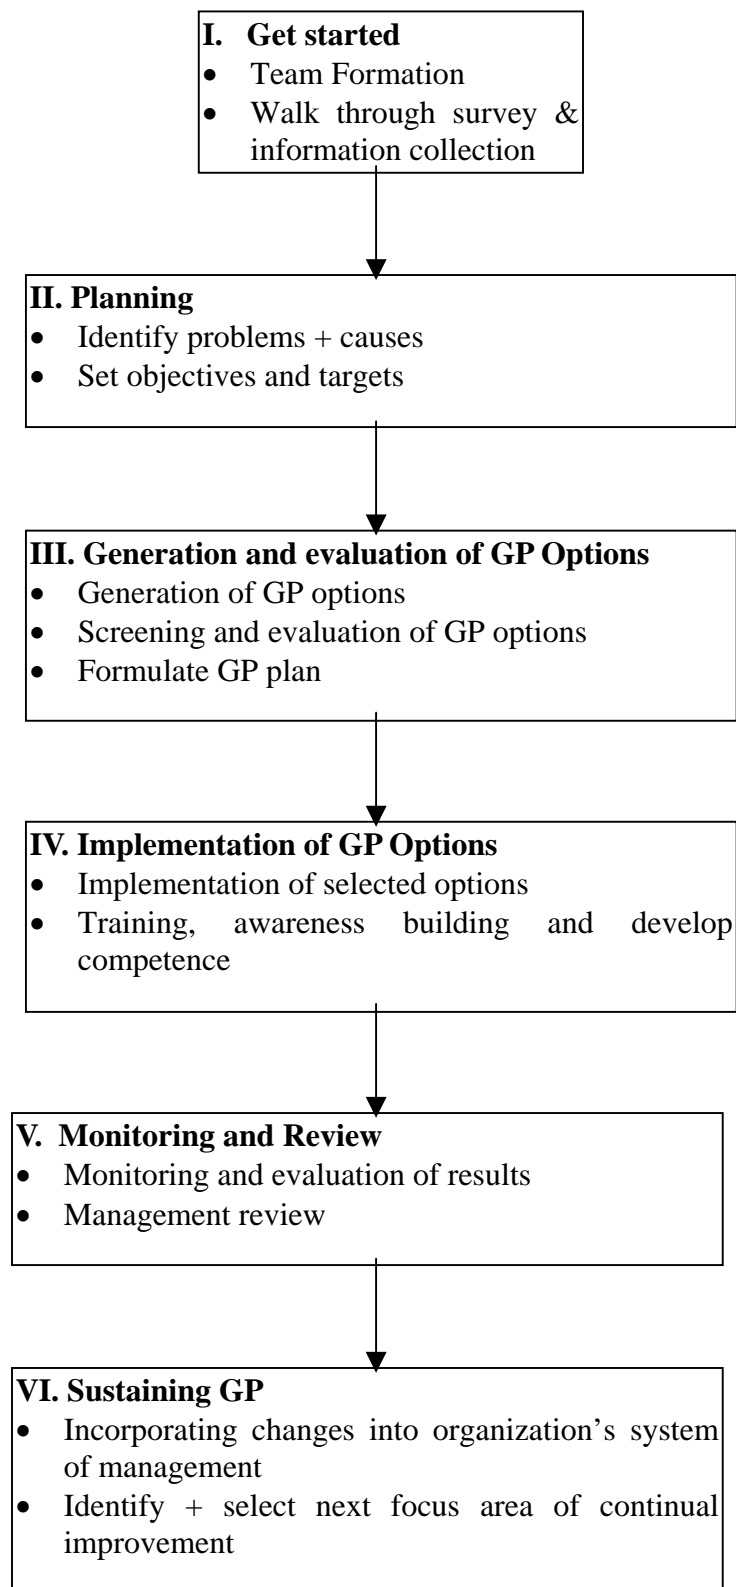 I. Get started
• Team Formation
• Walk through survey &
information collection
II. Planning
• Identify problems + causes
• Set objectives and targets
III. Generation and evaluation of GP Options
• Generation of GP options
• Screening and evaluation of GP options
• Formulate GP plan
IV. Implementation of GP Options
• Implementation of selected options
• Training, awareness building and develop
competence
V. Monitoring and Review
• Monitoring and evaluation of results
• Management review
VI. Sustaining GP
• Incorporating changes into organization’s system
of management
• Identify + select next focus area of continual
improvement